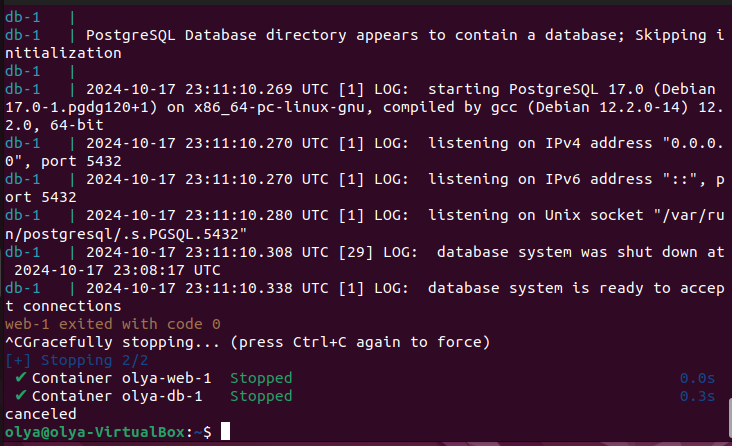 db-1   |
db-1   | PostgreSQL Database directory appears to contain a database; Skipping i
nitialization
db-1   |
db-1   | 2024-10-17 23:11:10.269 UTC [1] LOG:  starting PostgreSQL 17.0 (Debian
17.0-1.pgdg120+1) on x86_64-pc-linux-gnu, compiled by gcc (Debian 12.2.0-14) 12.
2.0, 64-bit
db-1   | 2024-10-17 23:11:10.270 UTC [1] LOG:  listening on IPv4 address "0.0.0.
0", port 5432
db-1   | 2024-10-17 23:11:10.270 UTC [1] LOG:  listening on IPv6 address "::", p
ort 5432
db-1   | 2024-10-17 23:11:10.280 UTC [1] LOG:  listening on Unix socket "/var/ru
n/postgresql/.s.PGSQL.5432"
db-1   | 2024-10-17 23:11:10.308 UTC [29] LOG:  database system was shut down at
 2024-10-17 23:08:17 UTC
db-1   | 2024-10-17 23:11:10.338 UTC [1] LOG:  database system is ready to accep
t connections
web-1 exited with code 0
^CGracefully stopping... (press Ctrl+C again to force)
[+] Stopping 2/2
 ✔ Container olya-web-1  Stopped 0.0s
 ✔ Container olya-db-1   Stopped 0.3s
canceled
olya@olya-VirtualBox:~$